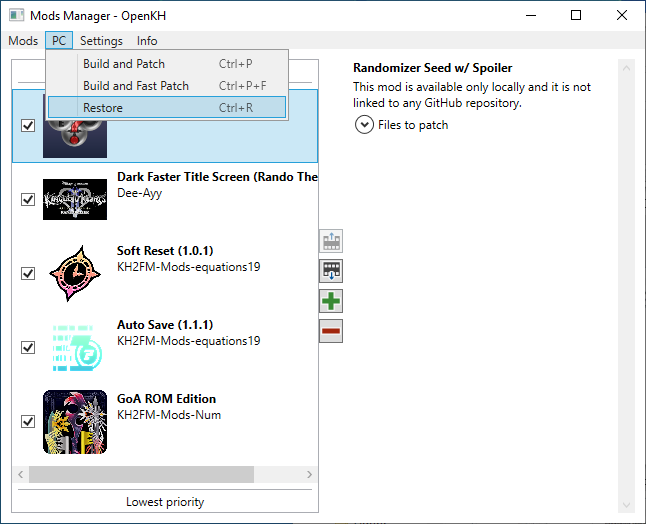 Mods Manager - OpenKH
Mods PC Settings Info
Build and Patch Ctrl+P
Build and Fast Patch Ctrl+P+F
Restore Ctrl+R
Randomizer Seed w/ Spoiler
This mod is available only locally and it is not
linked to any GitHub repository.
Files to patch
Dark Faster Title Screen (Rando The
Dee-Ayy
Soft Reset (1.0.1)
KH2FM-Mods-equations19
Auto Save (1.1.1)
KH2FM-Mods-equations19
GoA ROM Edition
KH2FM-Mods-Num
Lowest priority